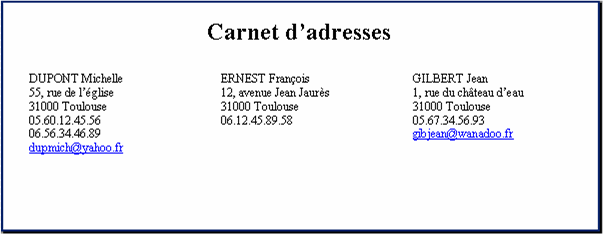 Carnet d’adresses
DUPONT Michelle
55, rue de l’église
31000 Toulouse
05.60.12.45.56
06.56.34.46.89
dupmich@yahoo.fr
ERNEST François
12, avenue Jean Jaurès
31000 Toulouse
06.12.45.89.58
GILBERT Jean
1, rue du château d’eau
31000 Toulouse
05.67.34.56.93
gibjean@wanadoo.fr